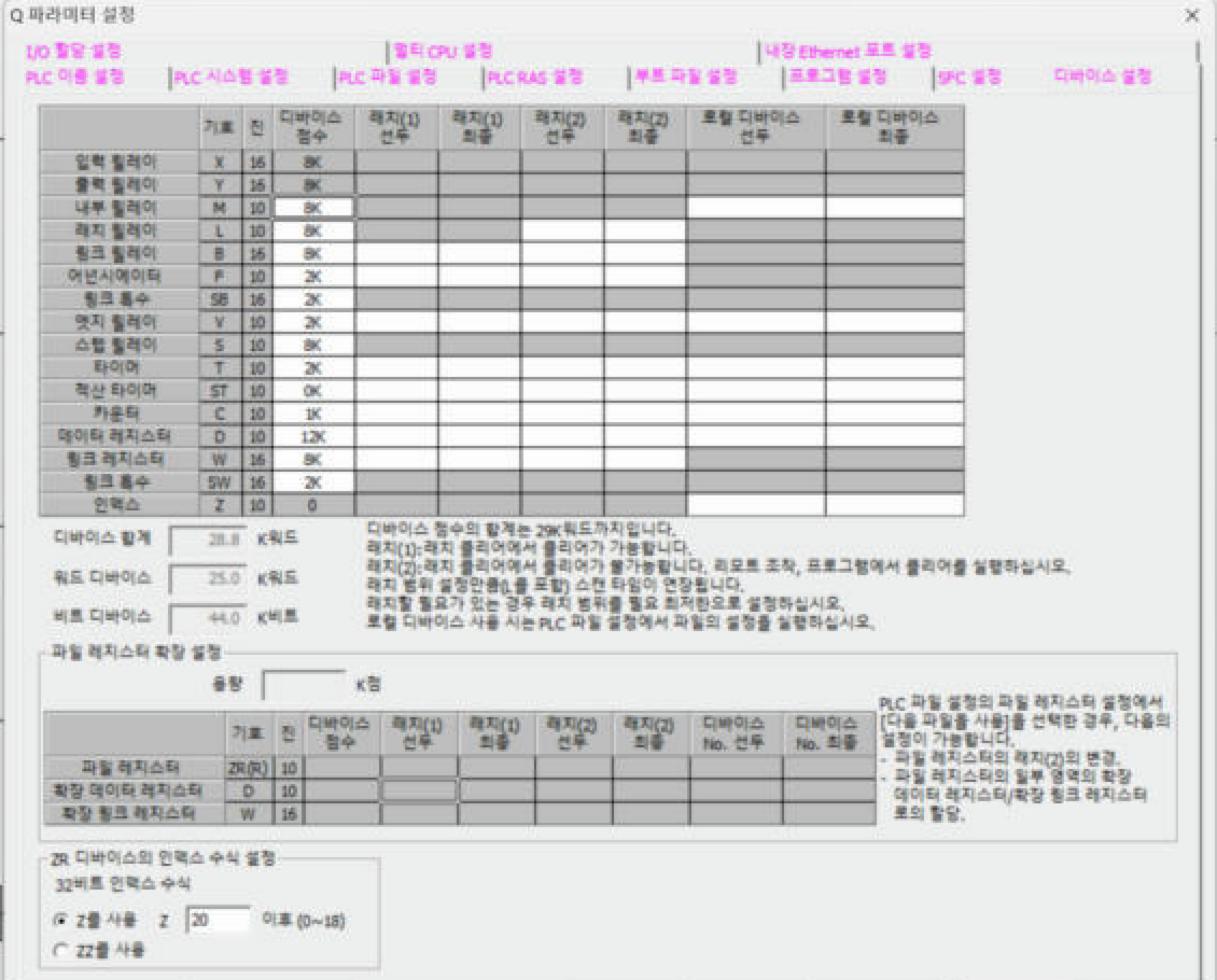 Q 파라미터 설정
I/O 할당 설정 멀티 CPU 설정 내장 Ethernet 포트 설정
PLC 이름 설정 PLC 시스템 설정 PLC 파일 설정 PLC RAS 설정 부트 파일 설정 프로그램 설정 SFC 설정 디바이스 설정
기호 진 디바이스 점수 래치(1) 선두 래치(1) 최종 래치(2) 선두 래치(2) 최종 로컬 디바이스 선두 로컬 디바이스 최종
입력 릴레이 X 16 8K
출력 릴레이 Y 16 8K
내부 릴레이 M 10 8K
래치 릴레이 L 10 8K
링크 릴레이 B 16 8K
어넌시에이터 F 10 2K
링크 특수 SB 16 2K
엣지 릴레이 V 10 2K
스텝 릴레이 S 10 8K
타이머 T 10 2K
적산 타이머 ST 10 0K
카운터 C 10 1K
데이터 레지스터 D 10 12K
링크 레지스터 W 16 8K
링크 특수 SW 16 2K
인덱스 Z 10 0
디바이스 합계 28.8 K워드
워드 디바이스 25.0 K워드
비트 디바이스 44.0 K비트
디바이스 점수의 합계는 29K워드까지입니다.
래치(1):래치 클리어에서 클리어가 가능합니다.
래치(2):래치 클리어에서 클리어가 불가능합니다. 리모트 조작, 프로그램에서 클리어를 실행하십시오.
래치 범위 설정만큼(L를 포함) 스캔 타임이 연장됩니다.
래치할 필요가 있는 경우 래치 범위를 필요 최저한으로 설정하십시오.
로컬 디바이스 사용 시는 PLC 파일 설정에서 파일의 설정을 실행하십시오.
파일 레지스터 확장 설정
용량 K점
기호 진 디바이스 점수 래치(1) 선두 래치(1) 최종 래치(2) 선두 래치(2) 최종 디바이스 No. 선두 디바이스 No. 최종
파일 레지스터 ZR(R) 10
확장 데이터 레지스터 D 10
확장 링크 레지스터 W 16
PLC 파일 설정의 파일 레지스터 설정에서
[다음 파일을 사용]을 선택한 경우, 다음의
설정이 가능합니다.
- 파일 레지스터의 래치(2)의 변경.
- 파일 레지스터의 일부 영역의 확장
데이터 레지스터/확장 링크 레지스터
로의 할당.
ZR 디바이스의 인덱스 수식 설정
32비트 인덱스 수식
Z를 사용 Z 20 이후 (0~18)
ZZ를 사용